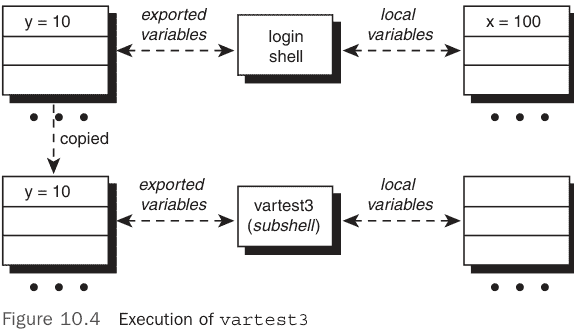 y = 10
exported
variables
login
shell
local
variables
x = 100
copied
y = 10
exported
variables
vartest3
(subshell)
local
variables
Figure 10.4 Execution of vartest3